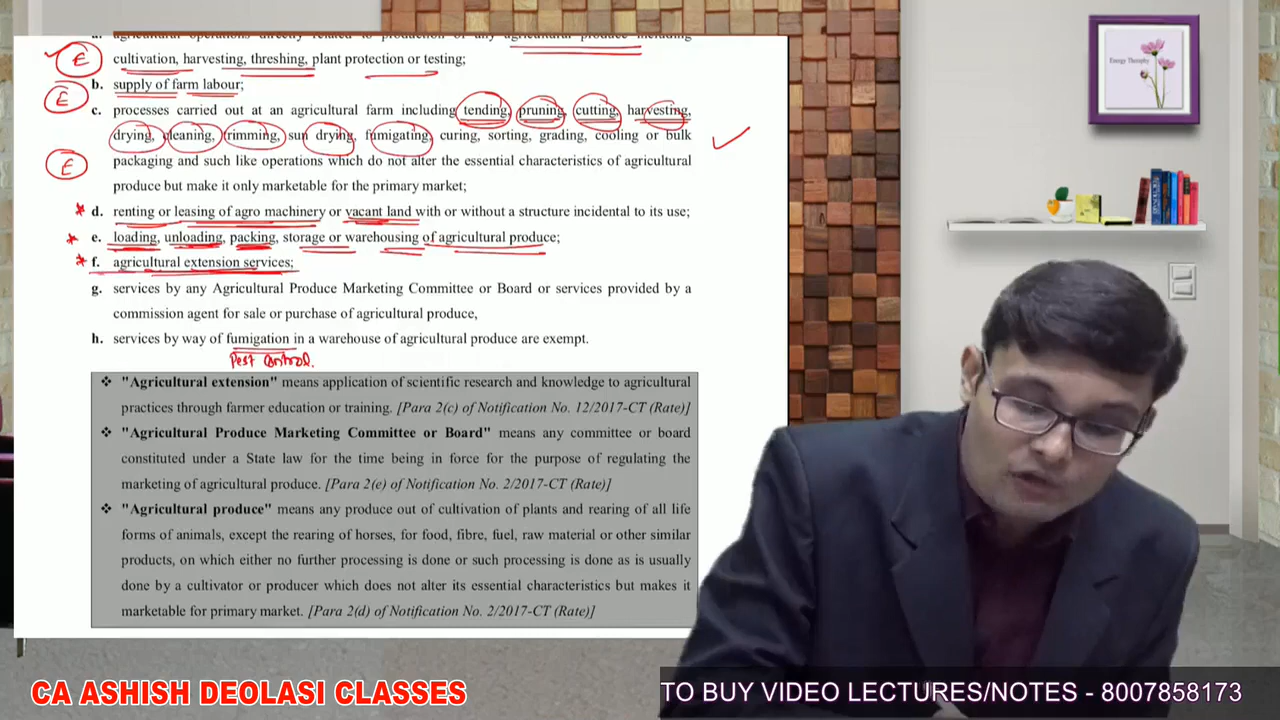 a. agricultural operations directly related to production of any agricultural produce including
E cultivation, harvesting, threshing, plant protection or testing;
E b. supply of farm labour;
c. processes carried out at an agricultural farm including tending, pruning, cutting, harvesting,
drying, cleaning, trimming, sun drying, fumigating, curing, sorting, grading, cooling or bulk
E packaging and such like operations which do not alter the essential characteristics of agricultural
produce but make it only marketable for the primary market;
d. renting or leasing of agro machinery or vacant land with or without a structure incidental to its use;
e. loading, unloading, packing, storage or warehousing of agricultural produce;
f. agricultural extension services;
g. services by any Agricultural Produce Marketing Committee or Board or services provided by a
commission agent for sale or purchase of agricultural produce,
h. services by way of fumigation in a warehouse of agricultural produce are exempt.
Pest control.
❖ "Agricultural extension" means application of scientific research and knowledge to agricultural
practices through farmer education or training. [Para 2(c) of Notification No. 12/2017-CT (Rate)]
❖ "Agricultural Produce Marketing Committee or Board" means any committee or board
constituted under a State law for the time being in force for the purpose of regulating the
marketing of agricultural produce. [Para 2(e) of Notification No. 2/2017-CT (Rate)]
❖ "Agricultural produce" means any produce out of cultivation of plants and rearing of all life
forms of animals, except the rearing of horses, for food, fibre, fuel, raw material or other similar
products, on which either no further processing is done or such processing is done as is usually
done by a cultivator or producer which does not alter its essential characteristics but makes it
marketable for primary market. [Para 2(d) of Notification No. 2/2017-CT (Rate)]
Energy Therophy
CA ASHISH DEOLASI CLASSES
TO BUY VIDEO LECTURES/NOTES - 8007858173